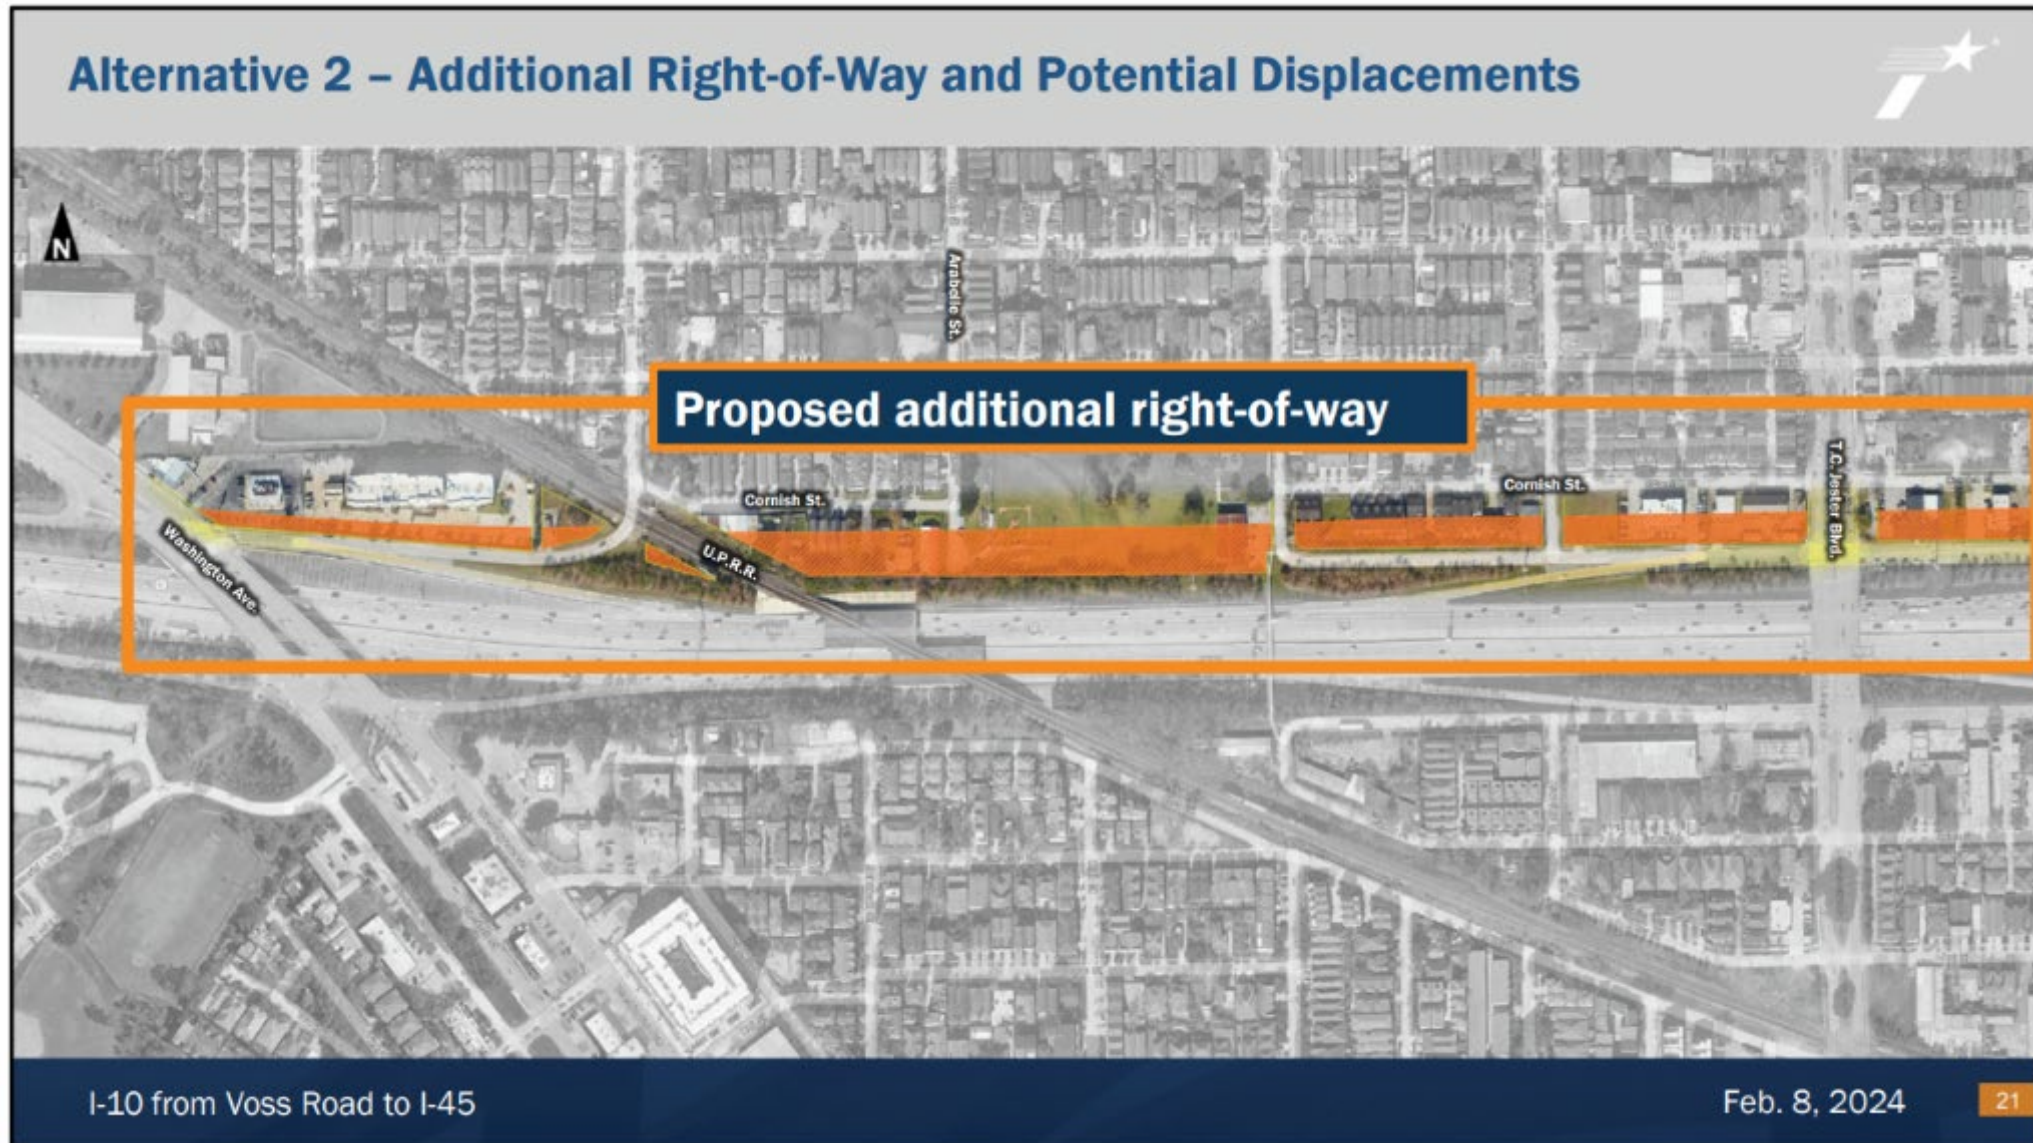 Alternative 2 – Additional Right-of-Way and Potential Displacements
N
Arabelle St.
Proposed additional right-of-way
Cornish St.
Cornish St.
T.C. Jester Blvd.
Washington Ave.
U.P.R.R.
I-10 from Voss Road to I-45
Feb. 8, 2024
21